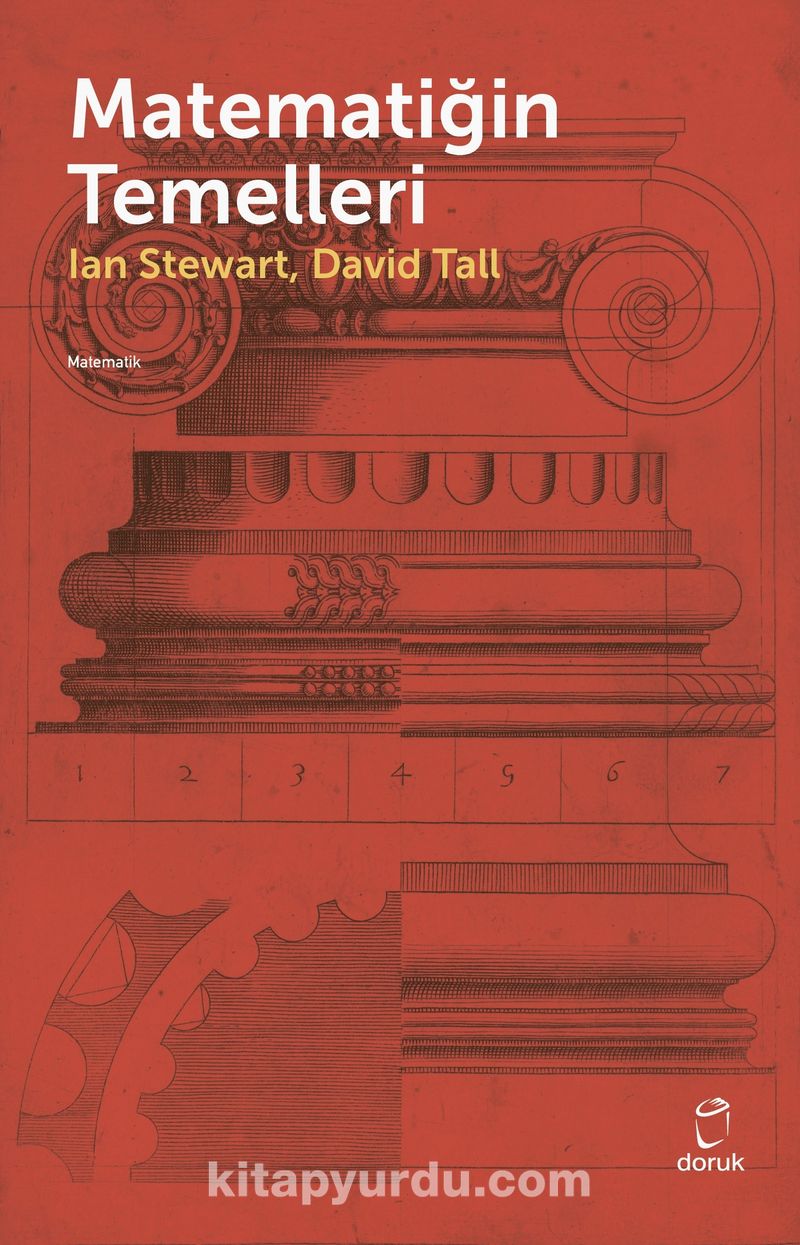 Matematiğin
Temelleri
Ian Stewart, David Tall
Matematik
1 2 3 4 5 6 7
doruk
kitapyurdu.com